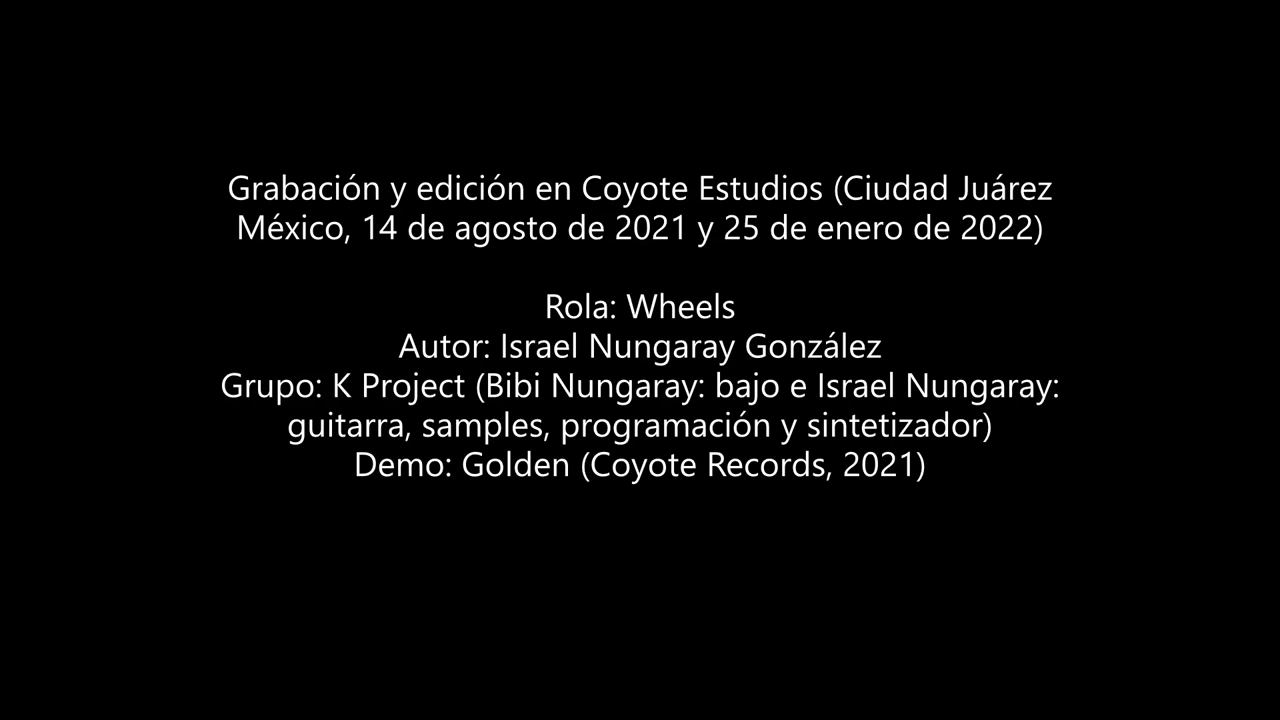 Grabación y edición en Coyote Estudios (Ciudad Juárez
México, 14 de agosto de 2021 y 25 de enero de 2022)
Rola: Wheels
Autor: Israel Nungaray González
Grupo: K Project (Bibi Nungaray: bajo e Israel Nungaray:
guitarra, samples, programación y sintetizador)
Demo: Golden (Coyote Records, 2021)